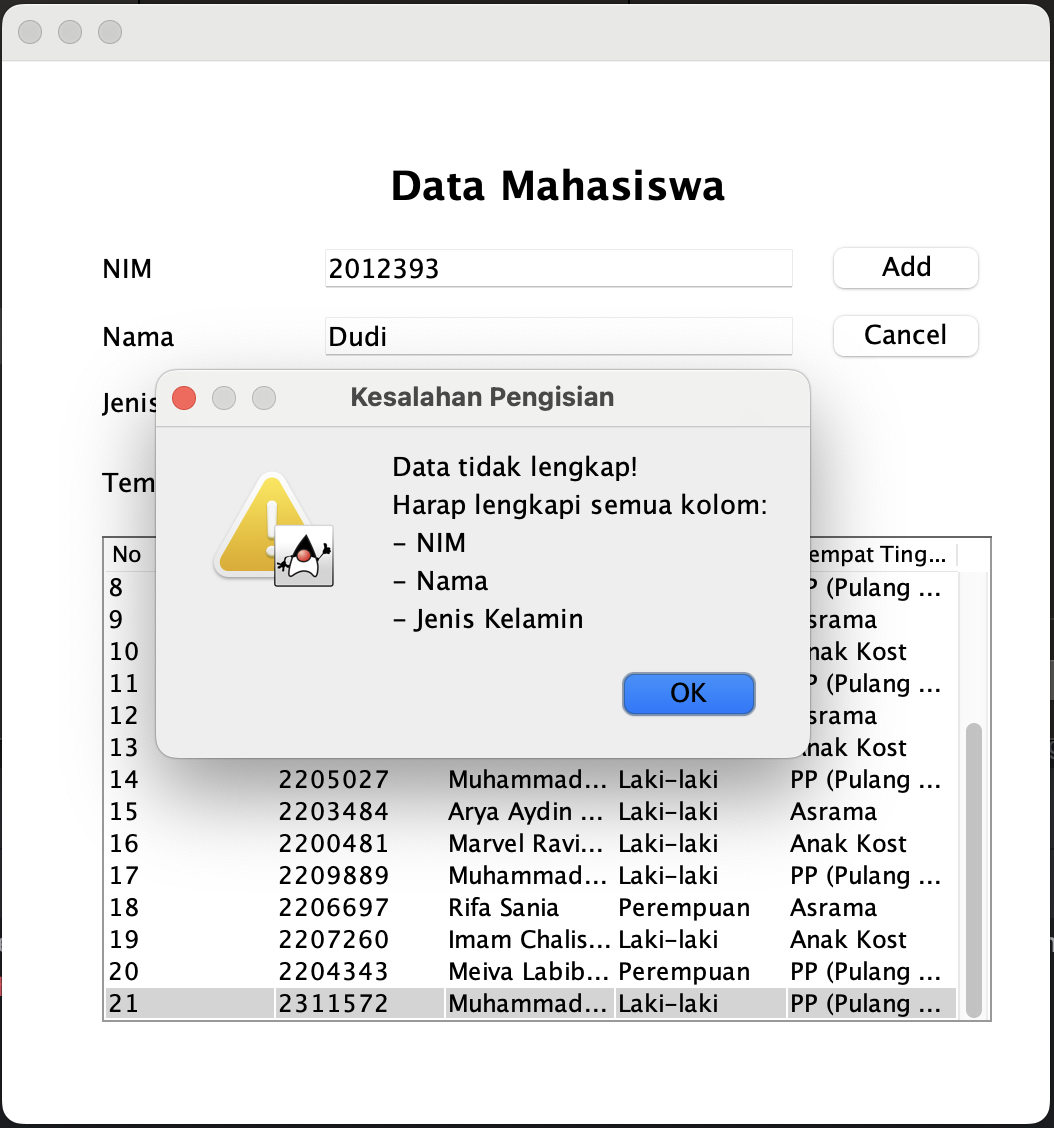 Data Mahasiswa
NIM 2012393 Add
Nama Dudi Cancel
Jenis
Tem
Kesalahan Pengisian
Data tidak lengkap!
Harap lengkapi semua kolom:
- NIM
- Nama
- Jenis Kelamin
OK
No empat Ting...
8 P (Pulang ...
9 srama
10 nak Kost
11 P (Pulang ...
12 srama
13 nak Kost
14 2205027 Muhammad... Laki-laki PP (Pulang ...
15 2203484 Arya Aydin ... Laki-laki Asrama
16 2200481 Marvel Ravi... Laki-laki Anak Kost
17 2209889 Muhammad... Laki-laki PP (Pulang ...
18 2206697 Rifa Sania Perempuan Asrama
19 2207260 Imam Chalis... Laki-laki Anak Kost
20 2204343 Meiva Labib... Perempuan PP (Pulang ...
21 2311572 Muhammad... Laki-laki PP (Pulang ...